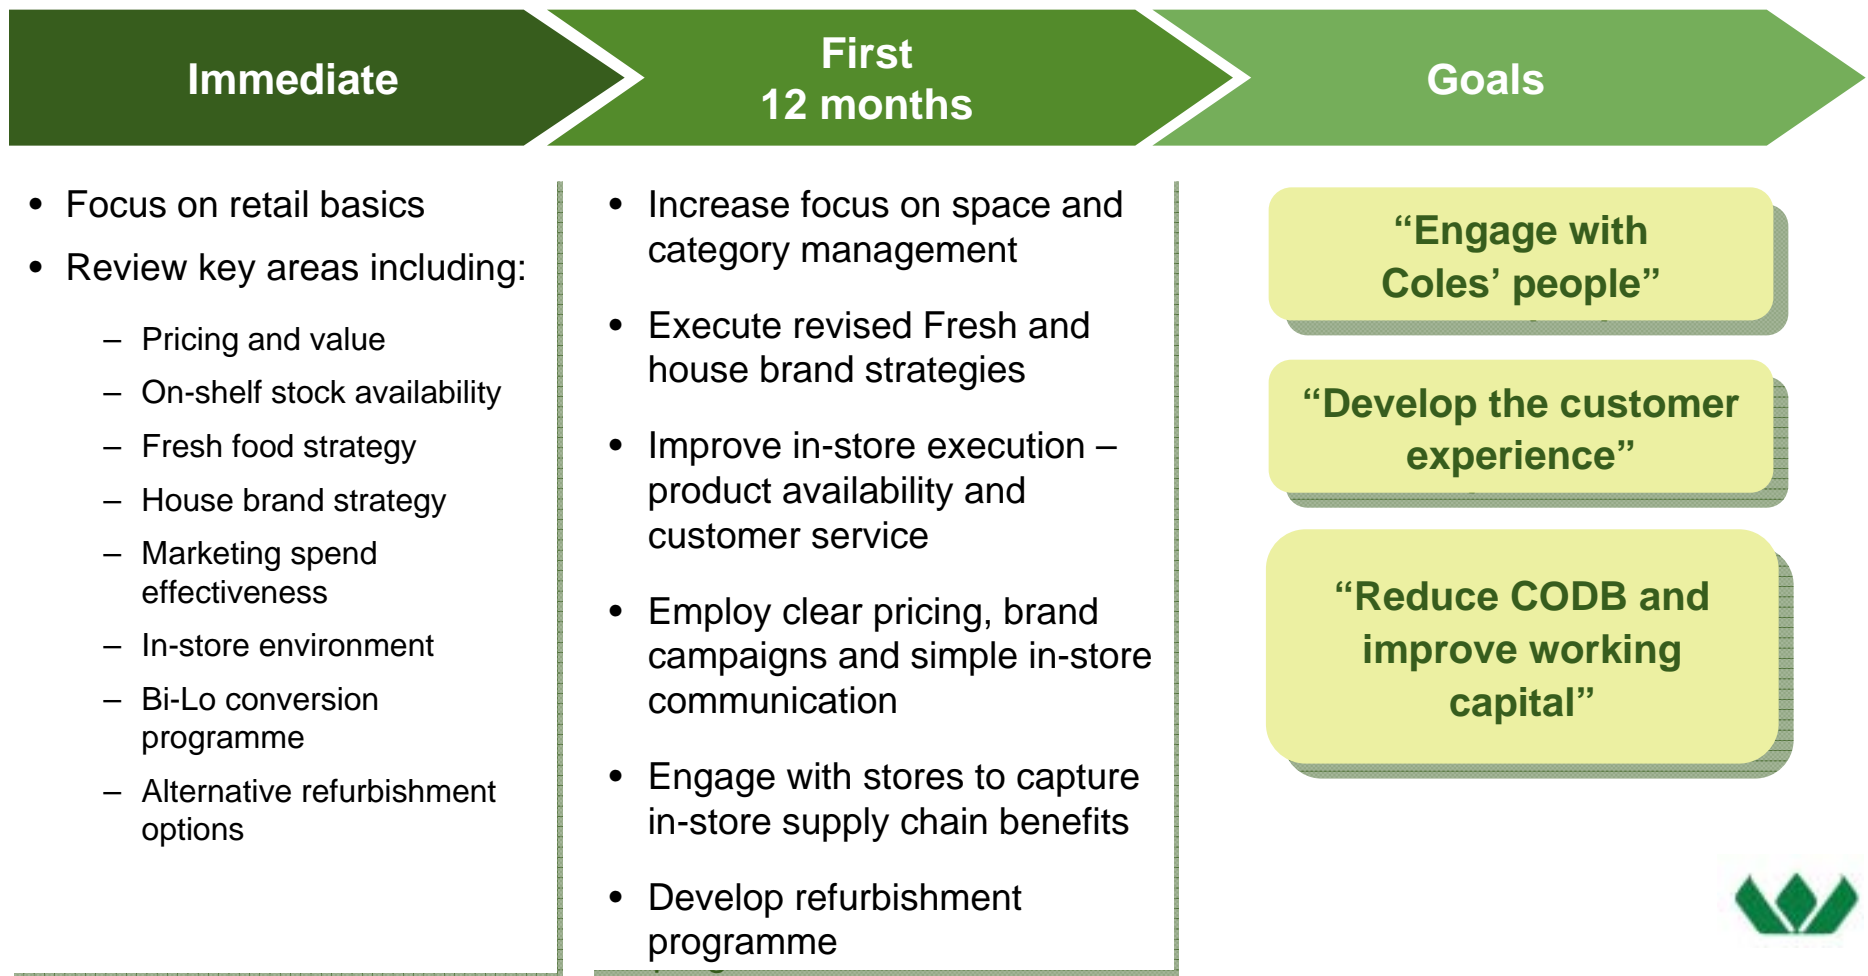 Immediate
First
12 months
Goals
• Focus on retail basics
• Review key areas including:
– Pricing and value
– On-shelf stock availability
– Fresh food strategy
– House brand strategy
– Marketing spend
effectiveness
– In-store environment
– Bi-Lo conversion
programme
– Alternative refurbishment
options
• Increase focus on space and
category management
• Execute revised Fresh and
house brand strategies
• Improve in-store execution –
product availability and
customer service
• Employ clear pricing, brand
campaigns and simple in-store
communication
• Engage with stores to capture
in-store supply chain benefits
• Develop refurbishment
programme
“Engage with
Coles’ people”
“Develop the customer
experience”
“Reduce CODB and
improve working
capital”